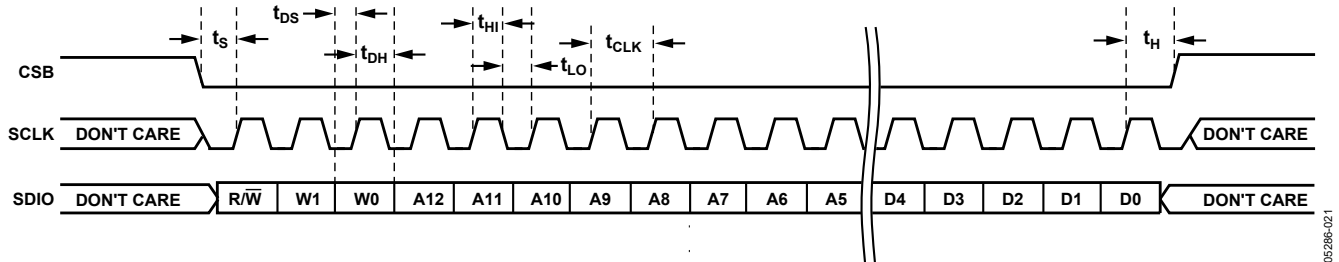 tS
tDS
tDH
tHI
tLO
tCLK
tH
CSB
SCLK DON'T CARE DON'T CARE
SDIO DON'T CARE R/W̅ W1 W0 A12 A11 A10 A9 A8 A7 A6 A5 D4 D3 D2 D1 D0 DON'T CARE
05286-021